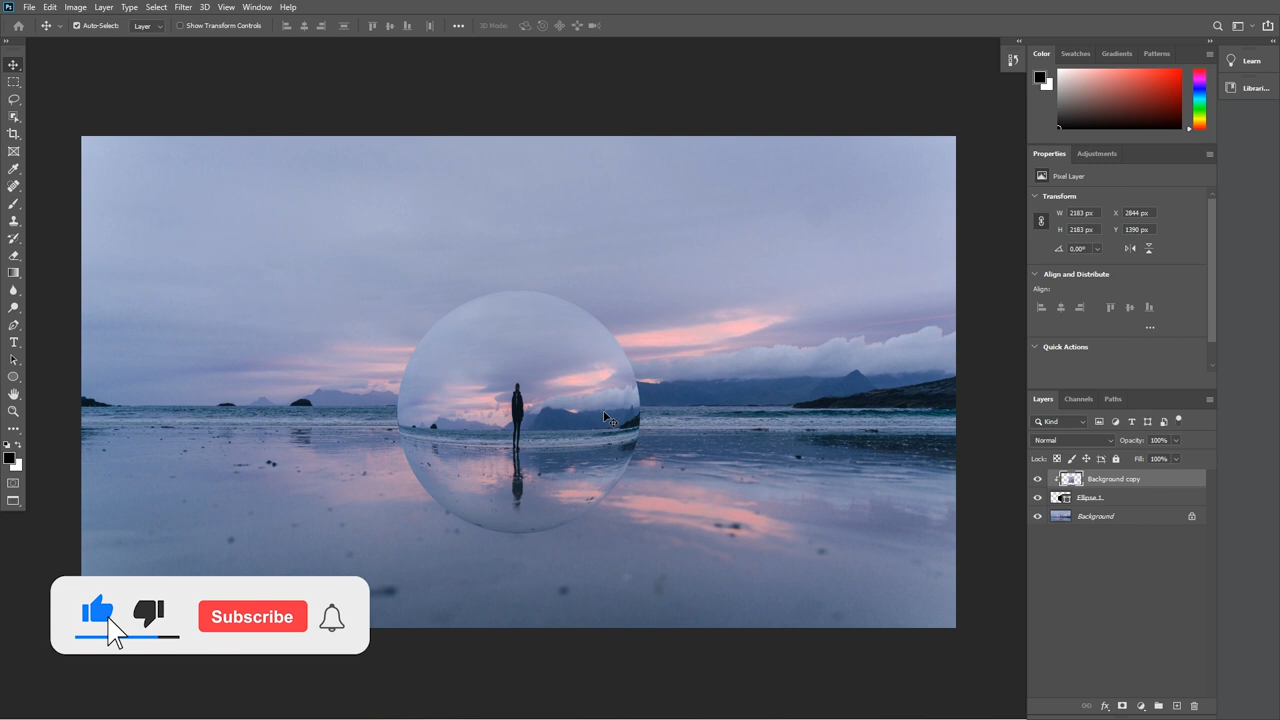 Ps File Edit Image Layer Type Select Filter 3D View Window Help
Auto-Select: Layer Show Transform Controls 3D Mode:
Color Swatches Gradients Patterns
Learn
Librari...
Properties Adjustments
Pixel Layer
Transform
W 2183 px X 2844 px
H 2183 px Y 1390 px
0,00°
Align and Distribute
Align:
Quick Actions
Layers Channels Paths
Kind
Normal Opacity: 100%
Lock: Fill: 100%
Background copy
Ellipse 1
Background
fx
Subscribe